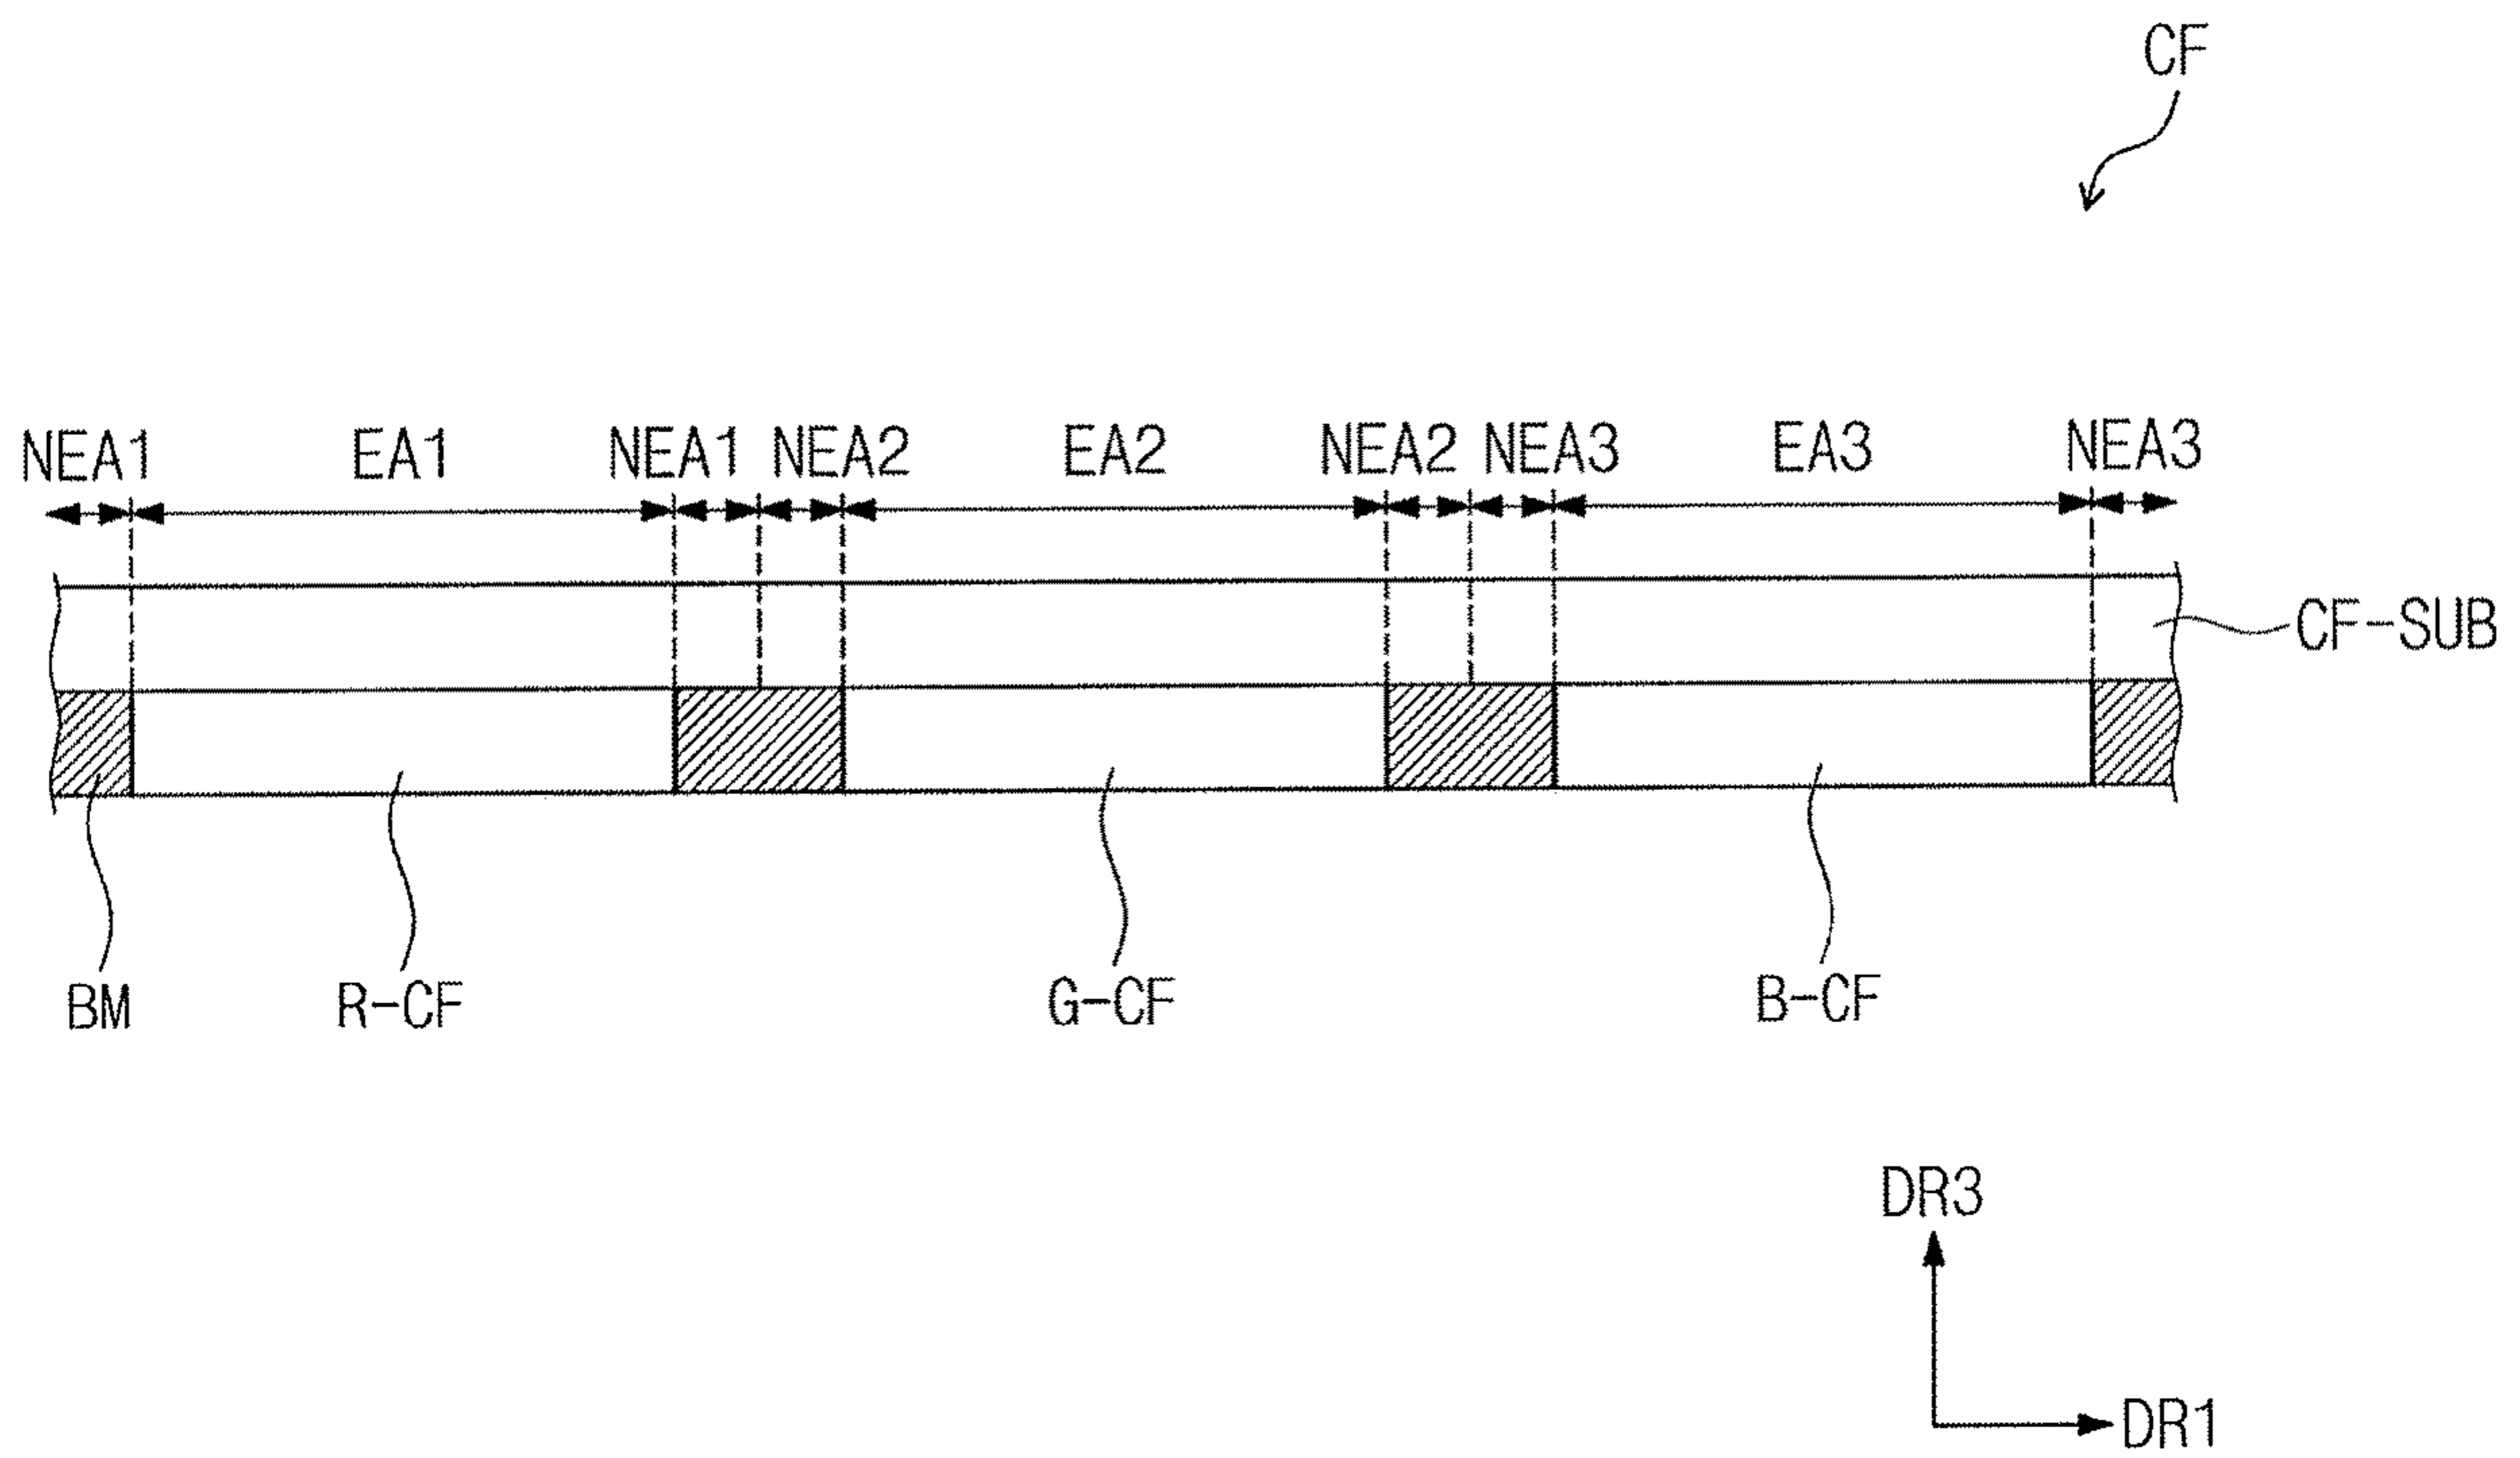 CF
NEA1 EA1 NEA1 NEA2 EA2 NEA2 NEA3 EA3 NEA3
CF-SUB
BM R-CF G-CF B-CF
DR3
DR1